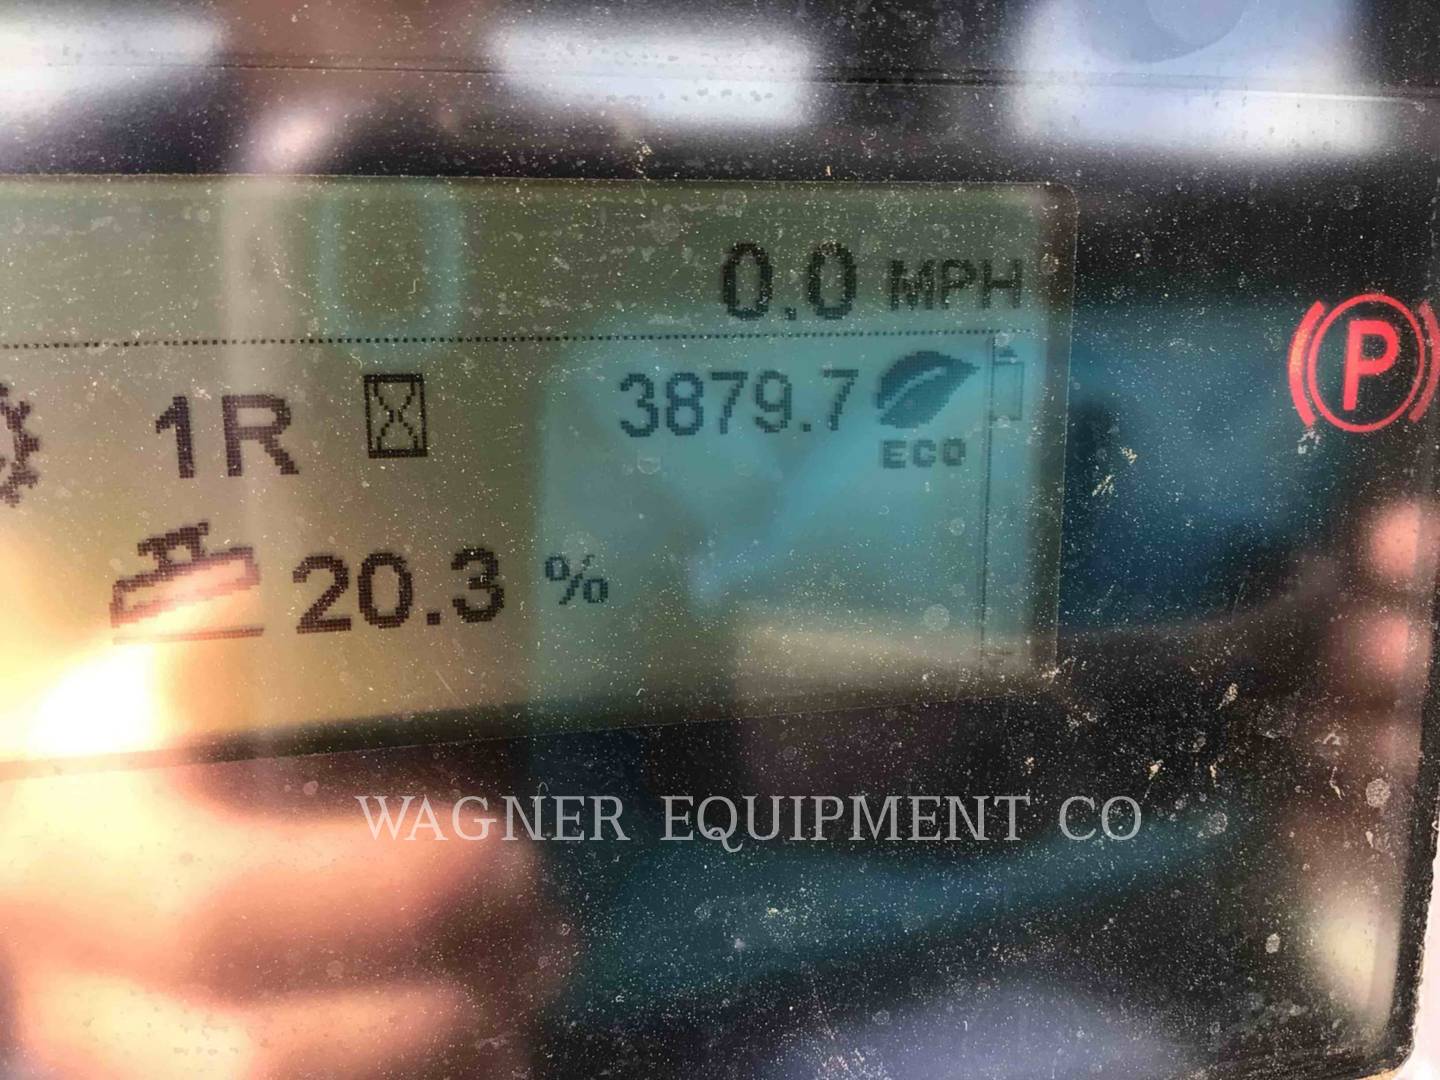 0.0 MPH
1R 3879.7
ECO
20.3 %
P
WAGNER EQUIPMENT CO